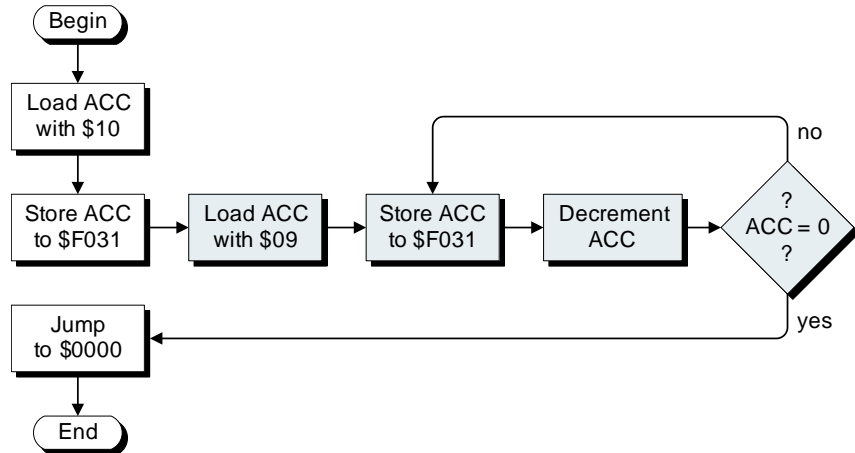 Begin
Load ACC
with $10
Store ACC
to $F031
Load ACC
with $09
Store ACC
to $F031
Decrement
ACC
?
ACC = 0
?
no
yes
Jump
to $0000
End